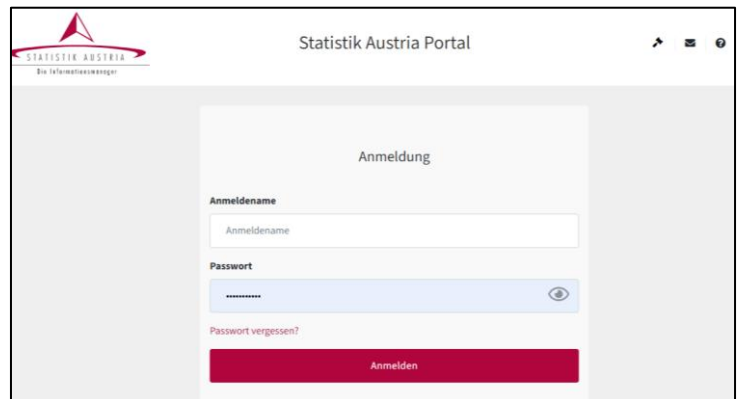 STATISTIK AUSTRIA
Die Informationsmanager
Statistik Austria Portal
Anmeldung
Anmeldename
Anmeldename
Passwort
Passwort vergessen?
Anmelden